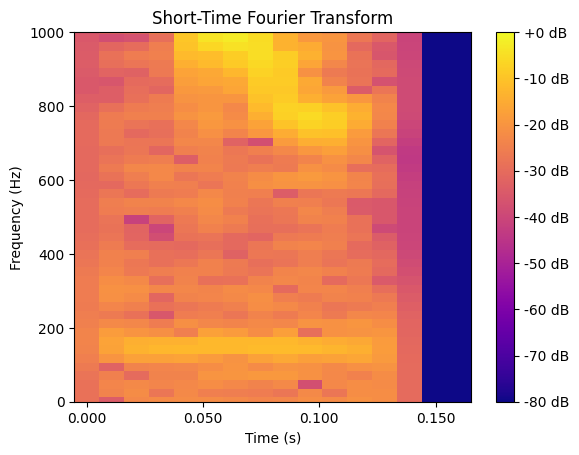 Short-Time Fourier Transform
1000
800
600
400
200
0
Frequency (Hz)
0.000
0.050
0.100
0.150
Time (s)
+0 dB
-10 dB
-20 dB
-30 dB
-40 dB
-50 dB
-60 dB
-70 dB
-80 dB